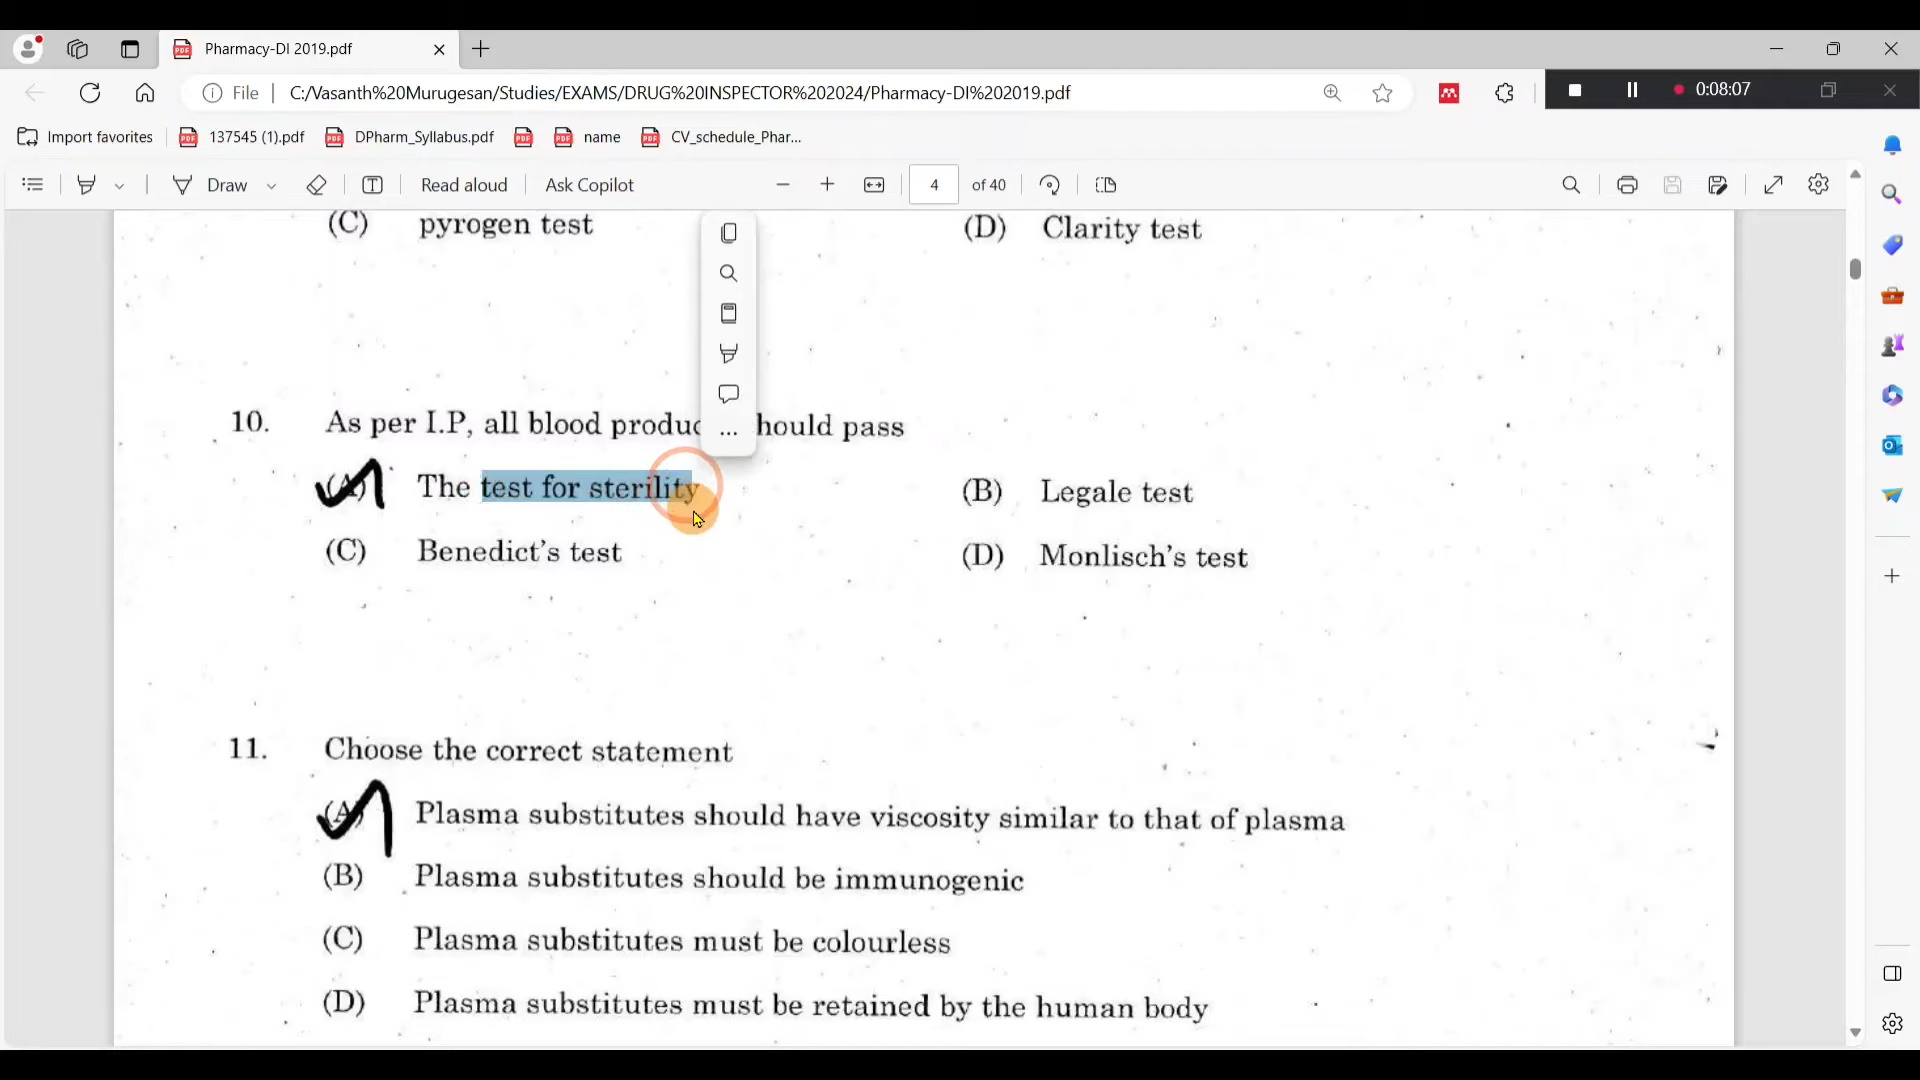 Pharmacy-DI 2019.pdf
File
C:/Vasanth%20Murugesan/Studies/EXAMS/DRUG%20INSPECTOR%202024/Pharmacy-DI%202019.pdf
0:08:07
Import favorites
137545 (1).pdf
DPharm_Syllabus.pdf
name
CV_schedule_Phar...
Draw
Read aloud
Ask Copilot
4
of 40
(C) pyrogen test
(D) Clarity test
10. As per I.P, all blood produc hould pass
(A) The test for sterility
(B) Legale test
(C) Benedict's test
(D) Monlisch's test
11. Choose the correct statement
(A) Plasma substitutes should have viscosity similar to that of plasma
(B) Plasma substitutes should be immunogenic
(C) Plasma substitutes must be colourless
(D) Plasma substitutes must be retained by the human body